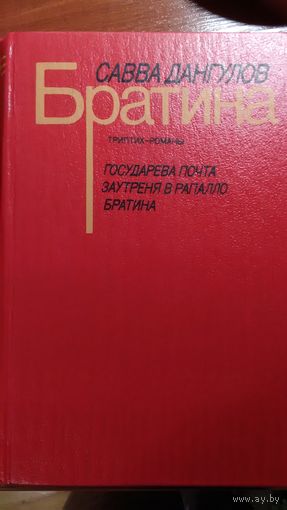 САВВА ДАНГУЛОВ
Братина
ТРИПТИХ-РОМАНЫ
ГОСУДАРЕВА ПОЧТА
ЗАУТРЕНЯ В РАПАЛЛО
БРАТИНА
www.ay.by